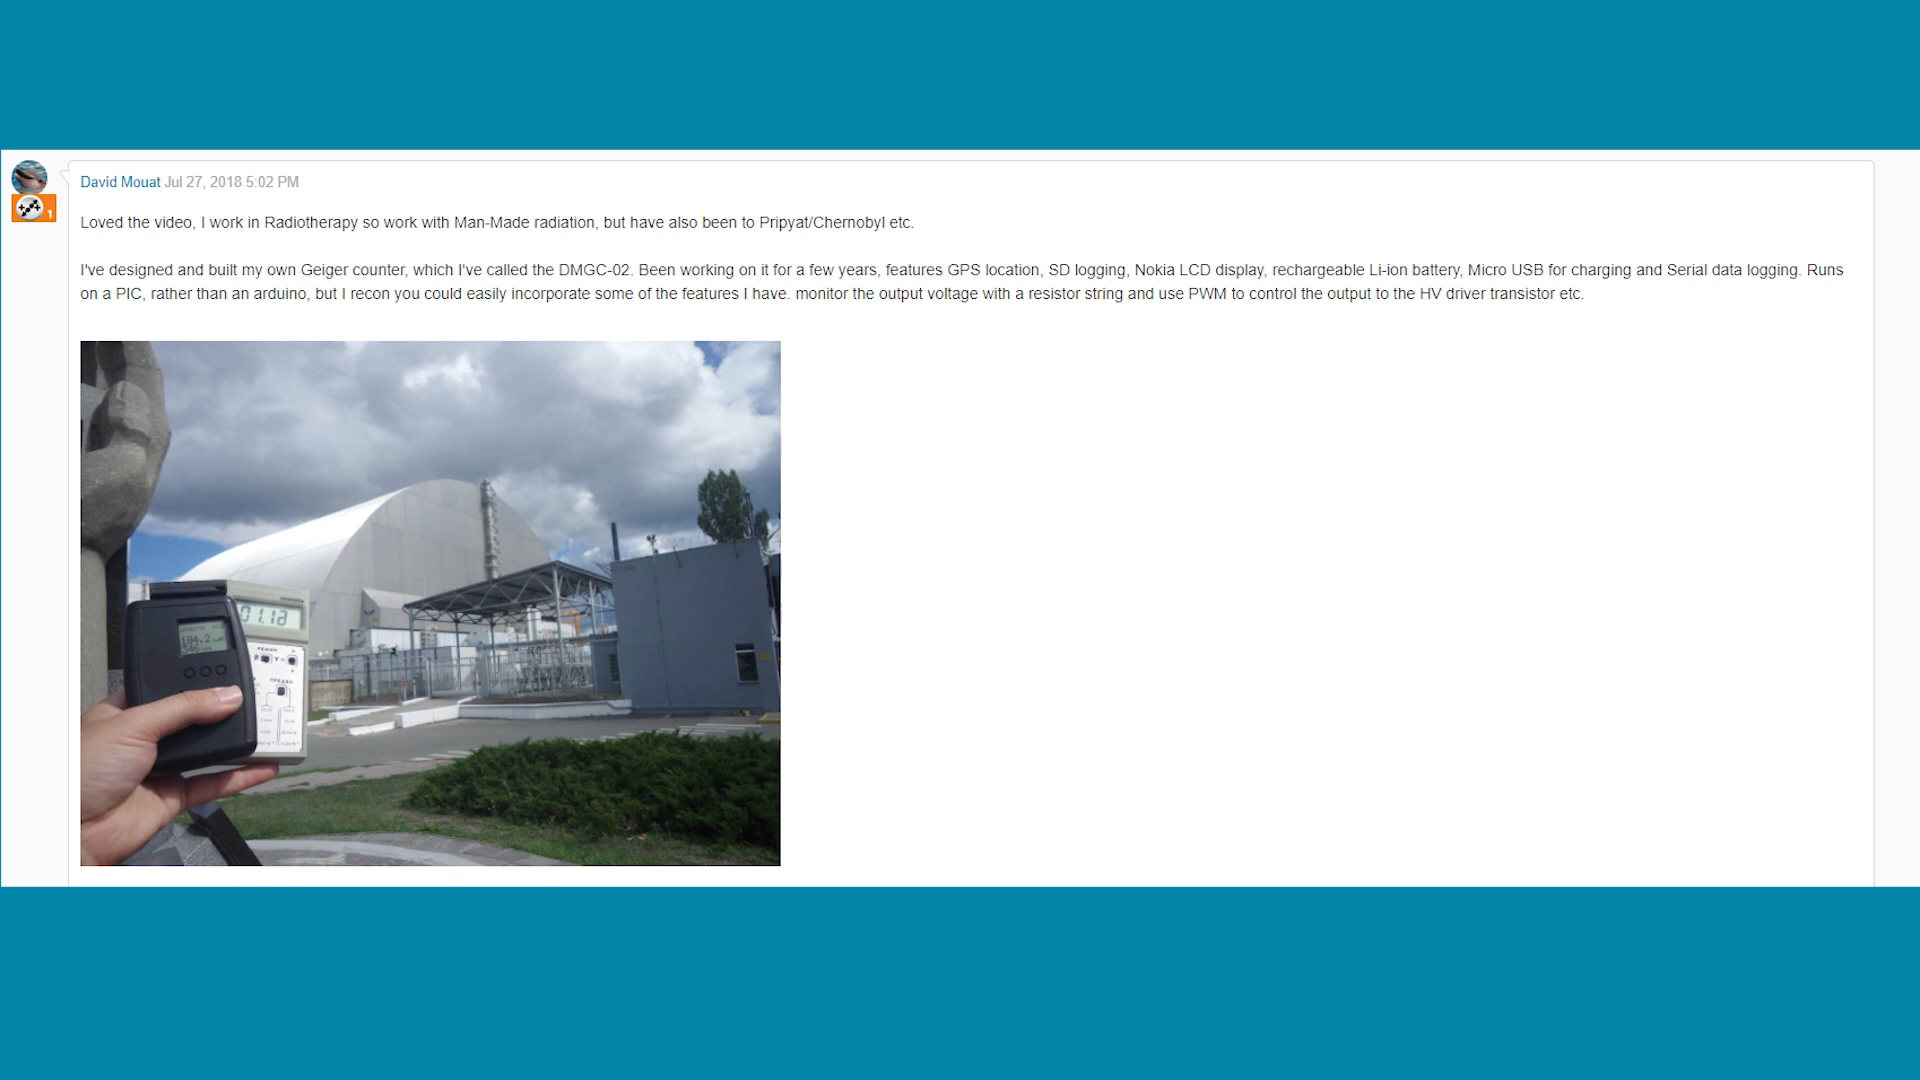 David Mouat Jul 27, 2018 5:02 PM
1
Loved the video, I work in Radiotherapy so work with Man-Made radiation, but have also been to Pripyat/Chernobyl etc.
I've designed and built my own Geiger counter, which I've called the DMGC-02. Been working on it for a few years, features GPS location, SD logging, Nokia LCD display, rechargeable Li-ion battery, Micro USB for charging and Serial data logging. Runs
on a PIC, rather than an arduino, but I recon you could easily incorporate some of the features I have. monitor the output voltage with a resistor string and use PWM to control the output to the HV driver transistor etc.
01.12
184.2